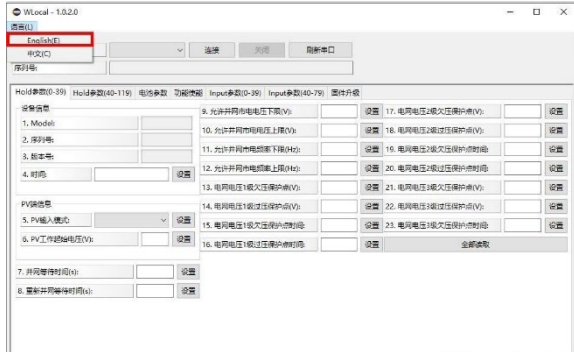 WLocal - 1.0.2.0
语言(L)
English(E)
中文(C)
连接 关闭 刷新串口
序列号:
Hold参数(0-39) Hold参数(40-119) 电池参数 功能使能 Input参数(0-39) Input参数(40-79) 固件升级
设备信息
1. Model:
2. 序列号:
3. 版本号:
4. 时间: 设置
PV端信息
5. PV输入模式: 设置
6. PV工作起始电压(V): 设置
7. 并网等待时间(s): 设置
8. 重新并网等待时间(s): 设置
9. 允许并网市电电压下限(V): 设置
10. 允许并网市电电压上限(V): 设置
11. 允许并网市电频率下限(Hz): 设置
12. 允许并网市电频率上限(Hz): 设置
13. 电网电压1级欠压保护点(V): 设置
14. 电网电压1级过压保护点(V): 设置
15. 电网电压1级欠压保护点时间: 设置
16. 电网电压1级过压保护点时间: 设置
17. 电网电压2级欠压保护点(V): 设置
18. 电网电压2级过压保护点(V): 设置
19. 电网电压2级欠压保护点时间: 设置
20. 电网电压2级过压保护点时间: 设置
21. 电网电压3级欠压保护点(V): 设置
22. 电网电压3级过压保护点(V): 设置
23. 电网电压3级欠压保护点时间: 设置
全部读取